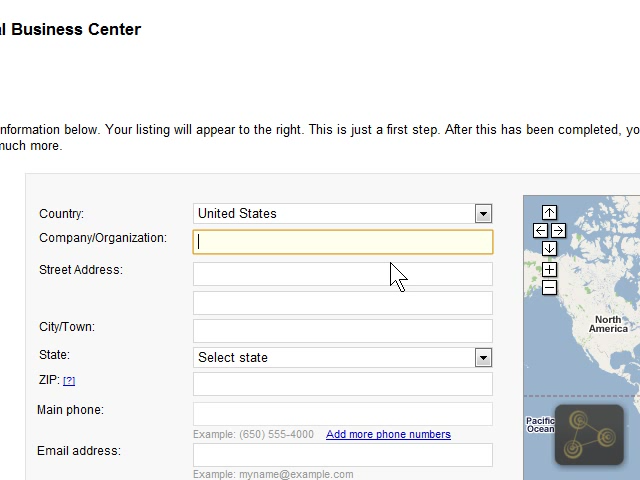 al Business Center
nformation below. Your listing will appear to the right. This is just a first step. After this has been completed, yo
much more.
Country: United States
Company/Organization:
Street Address:
City/Town:
State: Select state
ZIP: [?]
Main phone:
Example: (650) 555-4000 Add more phone numbers
Email address:
Example: myname@example.com
North
America
Pacific
Ocean